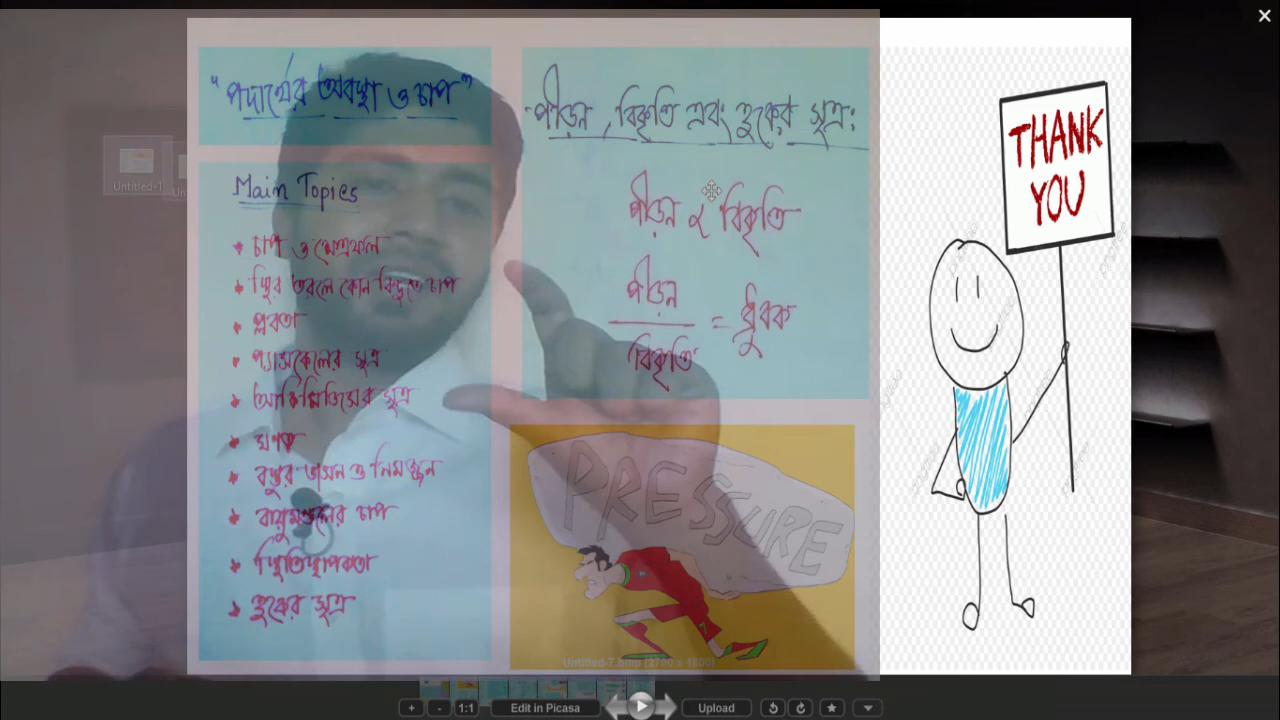 "পদার্থের অবস্থা ও চাপ"
Main Topics
চাপ ও ক্ষেত্রফল
স্থির তরলে কোন বিন্দুতে চাপ
প্লবতা
প্যাসকেলের সূত্র
আর্কিমিডিসের সূত্র
ঘনত্ব
বস্তুর ভাসন ও নিমজ্জন
বায়ুমণ্ডলের চাপ
স্থিতিস্থাপকতা
হুকের সূত্র
পীড়ন, বিকৃতি এবং হুকের সূত্র:
পীড়ন ∝ বিকৃতি
পীড়ন
বিকৃতি
= ধ্রুবক
PRESSURE
THANK
YOU
Untitled-1
Untitled-7.bmp (2700 x 1800)
+ - 1:1 Edit in Picasa Upload